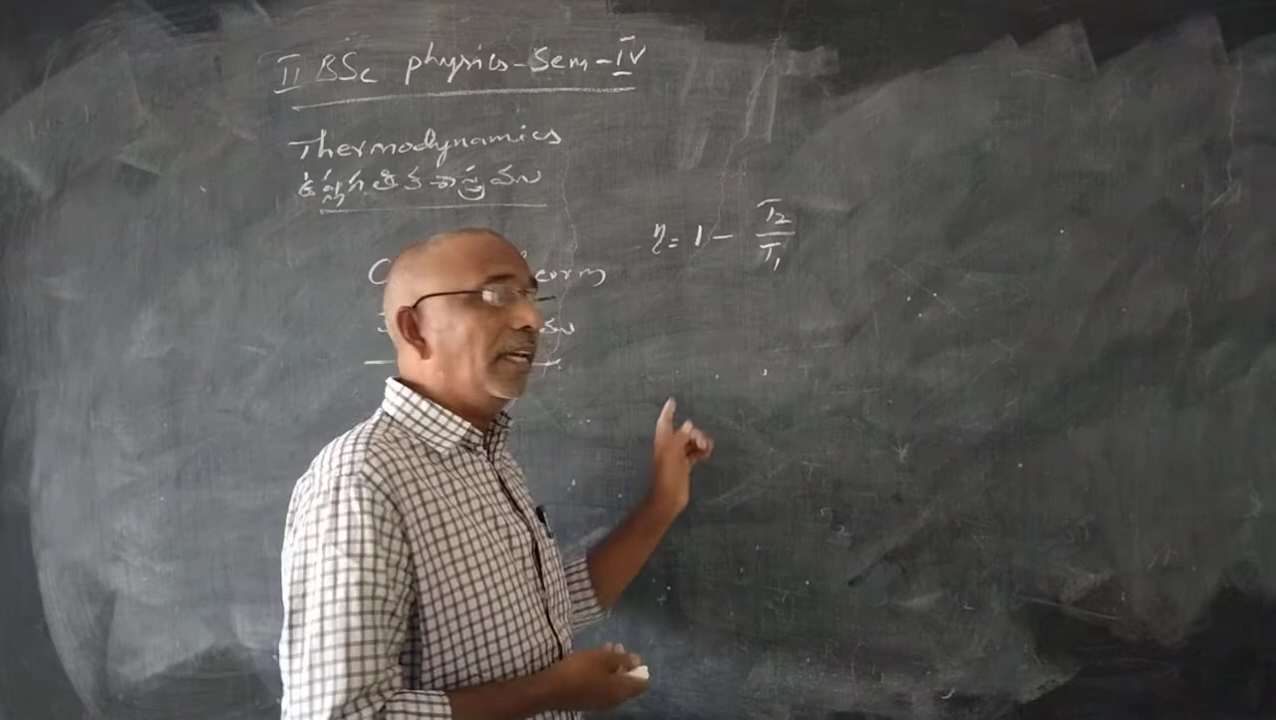 II BSc physics-Sem-IV
Thermodynamics
ఉష్ణగతిక శాస్త్రము
η = 1 - T₂/T₁